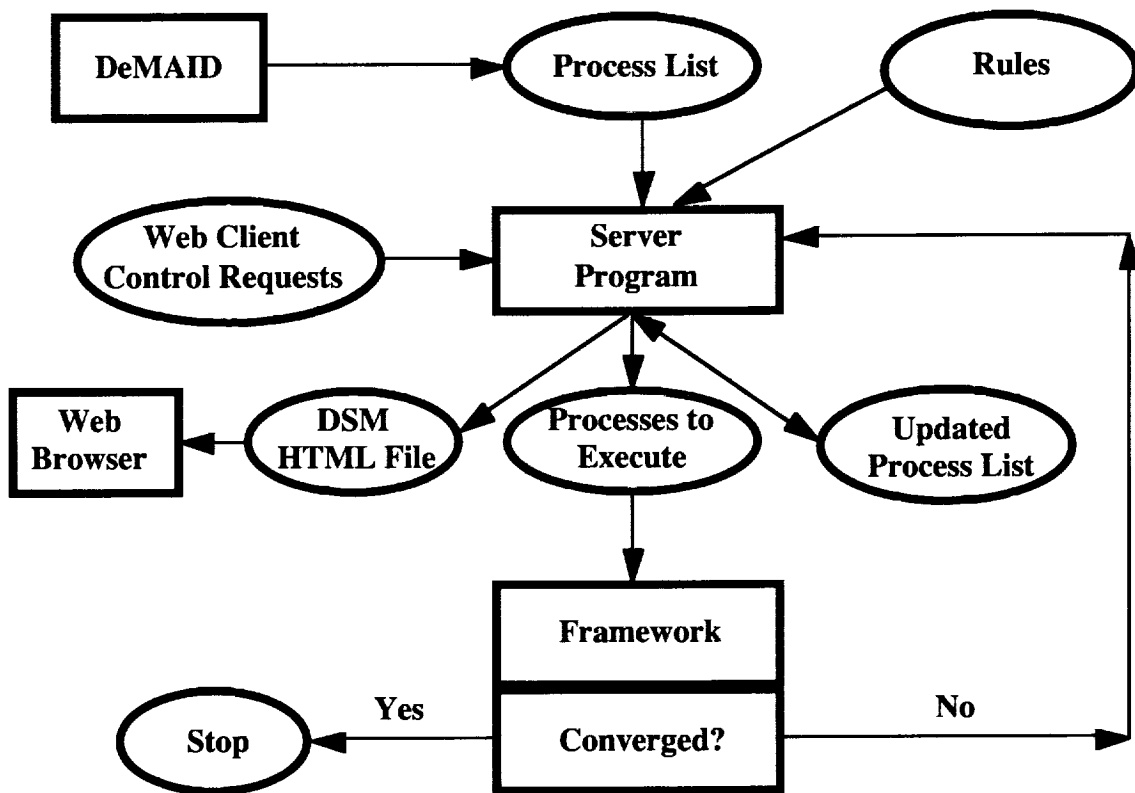 DeMAID
Process List
Rules
Web Client
Control Requests
Server
Program
Web
Browser
DSM
HTML File
Processes to
Execute
Updated
Process List
Framework
Yes
No
Stop
Converged?